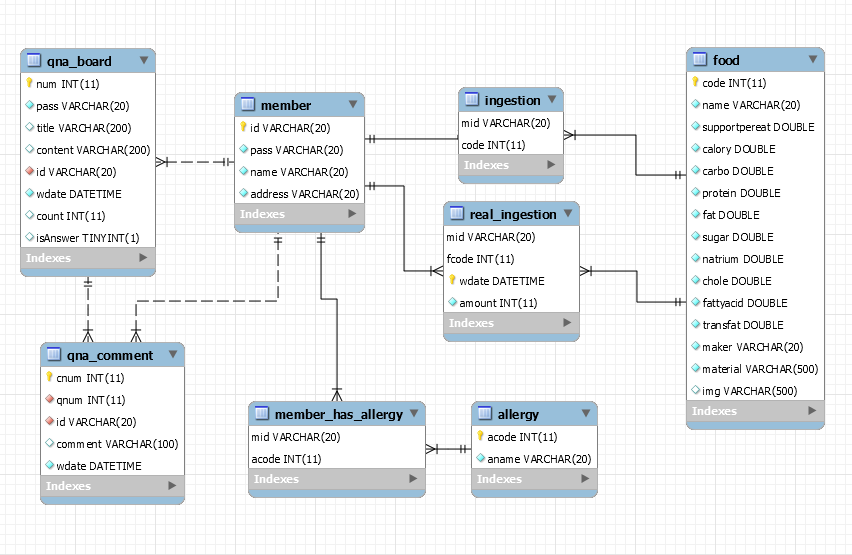 qna_board
num INT(11)
pass VARCHAR(20)
title VARCHAR(200)
content VARCHAR(200)
id VARCHAR(20)
wdate DATETIME
count INT(11)
isAnswer TINYINT(1)
Indexes
member
id VARCHAR(20)
pass VARCHAR(20)
name VARCHAR(20)
address VARCHAR(20)
Indexes
ingestion
mid VARCHAR(20)
code INT(11)
Indexes
real_ingestion
mid VARCHAR(20)
fcode INT(11)
wdate DATETIME
amount INT(11)
Indexes
food
code INT(11)
name VARCHAR(20)
supportpereat DOUBLE
calory DOUBLE
carbo DOUBLE
protein DOUBLE
fat DOUBLE
sugar DOUBLE
natrium DOUBLE
chole DOUBLE
fattyacid DOUBLE
transfat DOUBLE
maker VARCHAR(20)
material VARCHAR(500)
img VARCHAR(500)
Indexes
qna_comment
cnum INT(11)
qnum INT(11)
id VARCHAR(20)
comment VARCHAR(100)
wdate DATETIME
Indexes
member_has_allergy
mid VARCHAR(20)
acode INT(11)
Indexes
allergy
acode INT(11)
aname VARCHAR(20)
Indexes